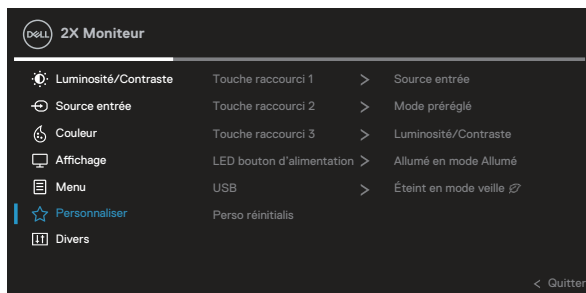 DELL 2X Moniteur
Luminosité/Contraste Touche raccourci 1 > Source entrée
Source entrée Touche raccourci 2 > Mode préréglé
Couleur Touche raccourci 3 > Luminosité/Contraste
Affichage LED bouton d'alimentation > Allumé en mode Allumé
Menu USB > Éteint en mode veille
Personnaliser Perso réinitialis
Divers
< Quitter